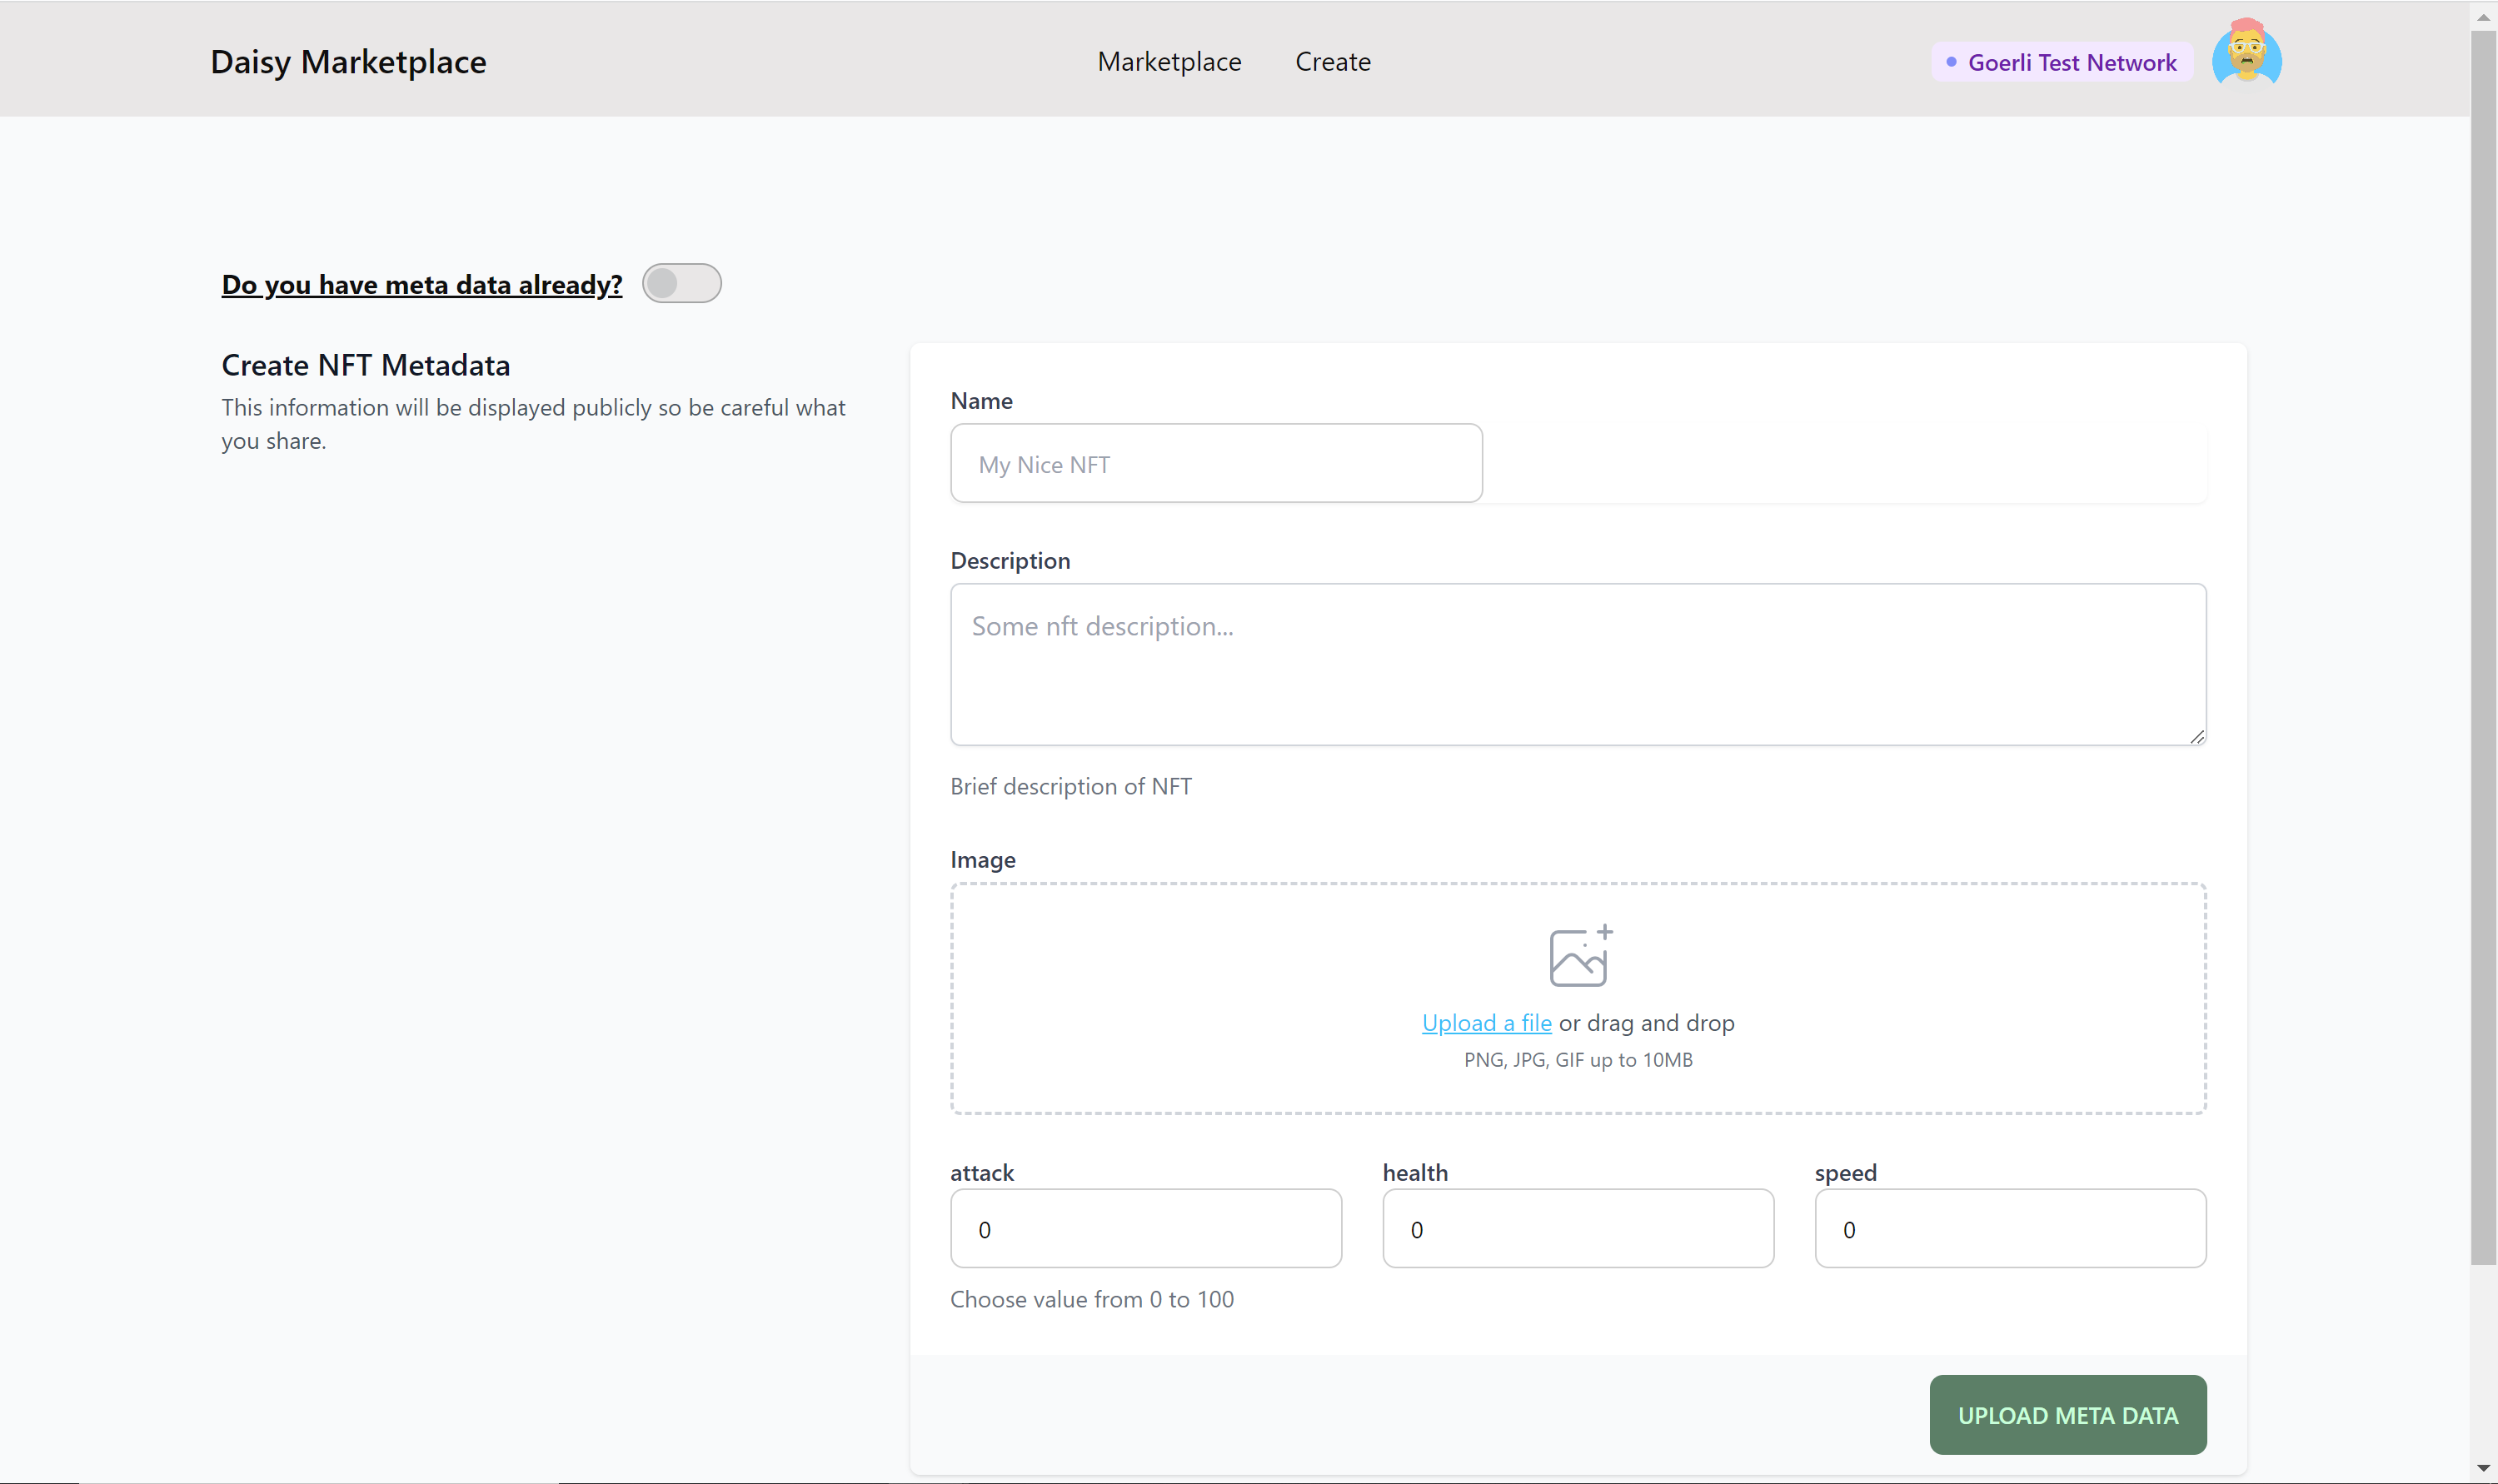 Daisy Marketplace
Marketplace
Create
Goerli Test Network
Do you have meta data already?
Create NFT Metadata
This information will be displayed publicly so be careful what
you share.
Name
My Nice NFT
Description
Some nft description...
Brief description of NFT
Image
Upload a file or drag and drop
PNG, JPG, GIF up to 10MB
attack
health
speed
0
0
0
Choose value from 0 to 100
UPLOAD META DATA